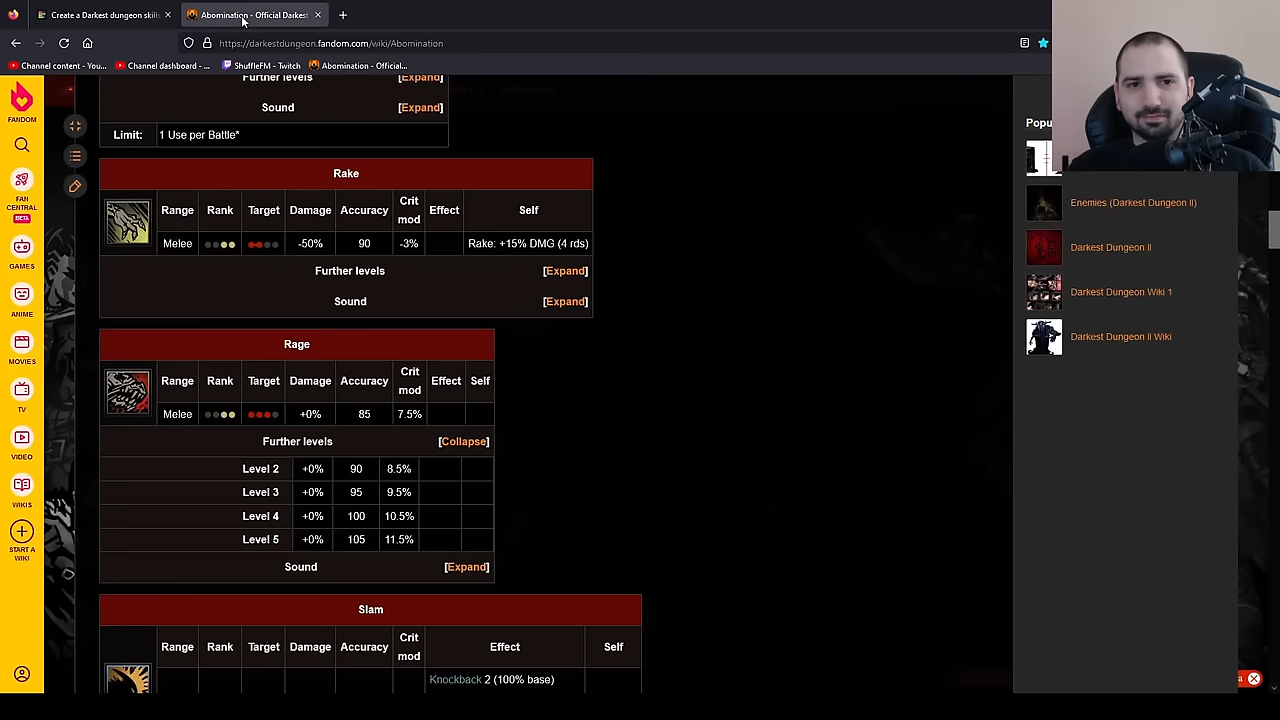 Create a Darkest dungeon skills
Abomination - Official Darkest
https://darkestdungeon.fandom.com/wiki/Abomination
Channel content - You...
Channel dashboard - ...
ShuffleFM - Twitch
Abomination - Official...
FANDOM
FAN CENTRAL
BETA
GAMES
ANIME
MOVIES
TV
VIDEO
WIKIS
START A WIKI
Further levels [Expand]
Sound [Expand]
Limit: 1 Use per Battle*
Rake
Range Rank Target Damage Accuracy Crit mod Effect Self
Melee -50% 90 -3% Rake: +15% DMG (4 rds)
Further levels [Expand]
Sound [Expand]
Rage
Range Rank Target Damage Accuracy Crit mod Effect Self
Melee +0% 85 7.5%
Further levels [Collapse]
Level 2 +0% 90 8.5%
Level 3 +0% 95 9.5%
Level 4 +0% 100 10.5%
Level 5 +0% 105 11.5%
Sound [Expand]
Slam
Range Rank Target Damage Accuracy Crit mod Effect Self
Knockback 2 (100% base)
Popu
Enemies (Darkest Dungeon II)
Darkest Dungeon II
Darkest Dungeon Wiki 1
Darkest Dungeon II Wiki